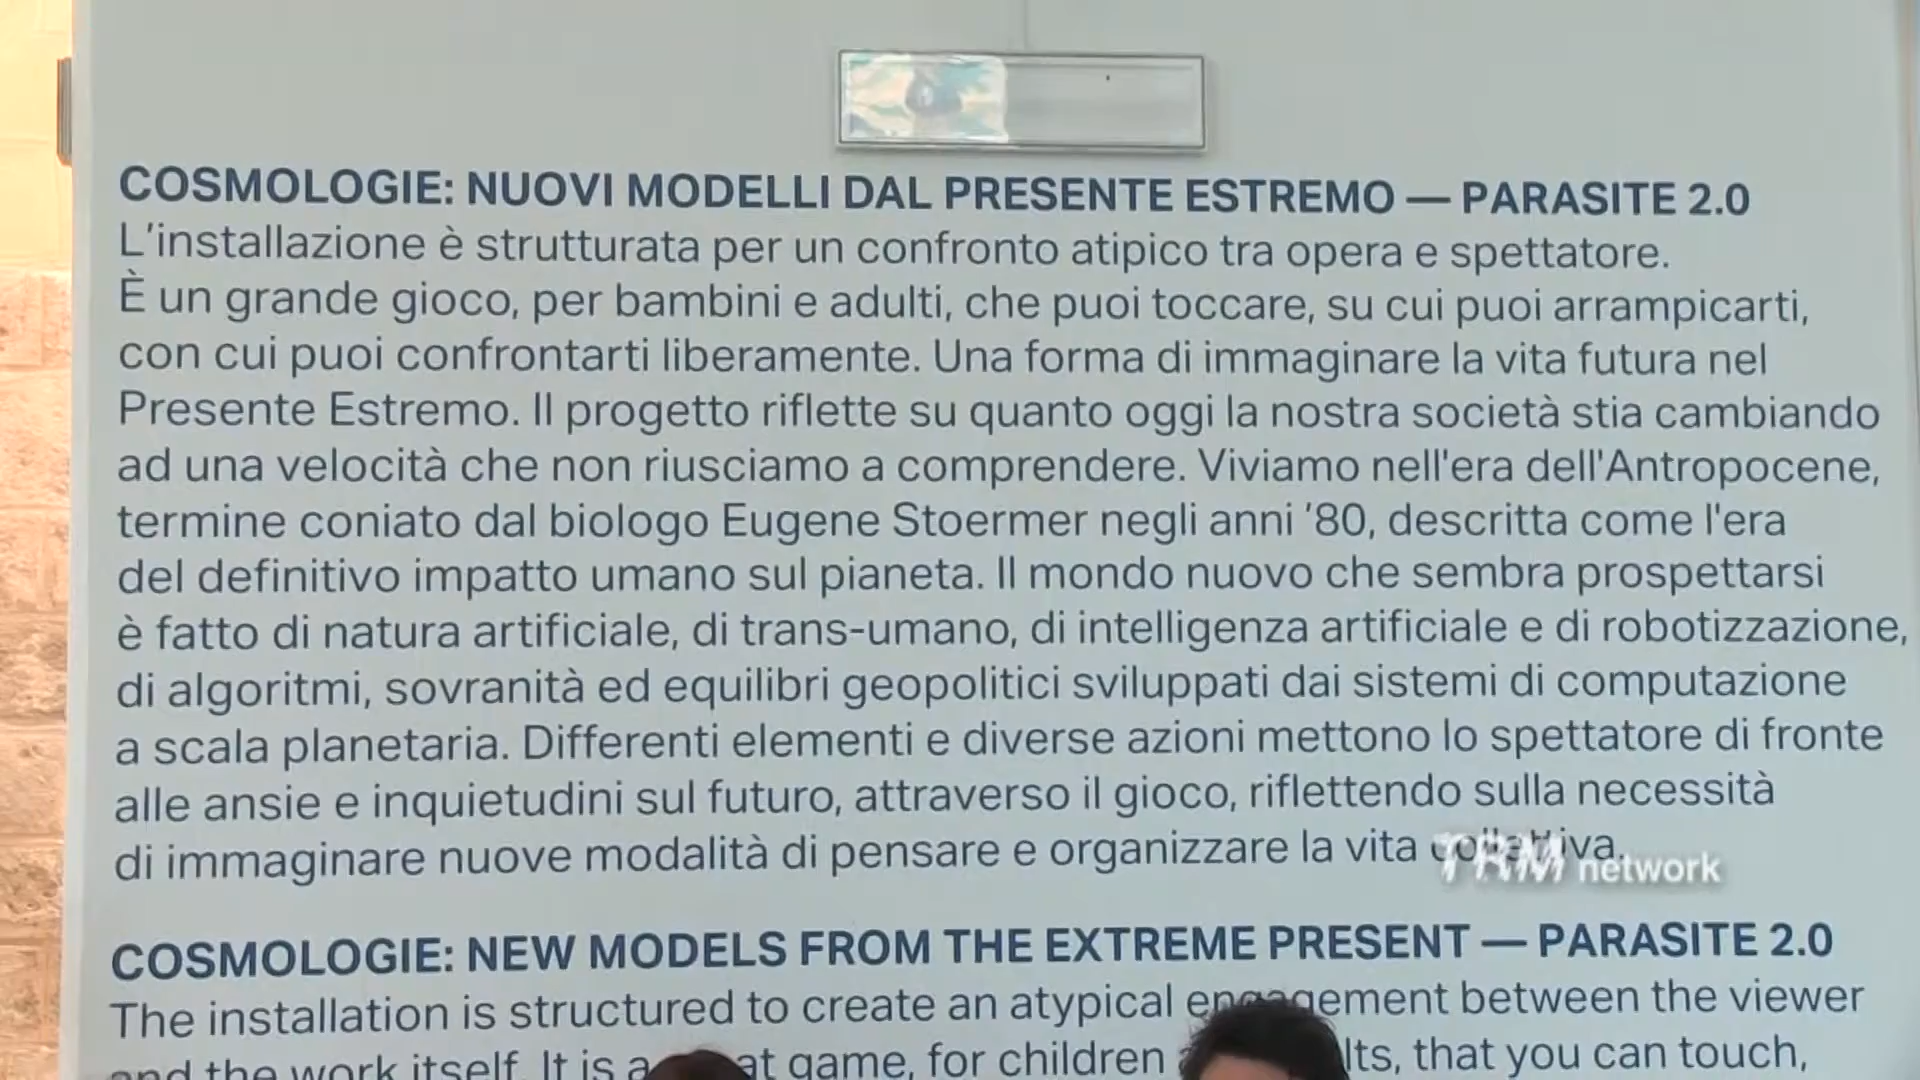 COSMOLOGIE: NUOVI MODELLI DAL PRESENTE ESTREMO — PARASITE 2.0
L'installazione è strutturata per un confronto atipico tra opera e spettatore.
È un grande gioco, per bambini e adulti, che puoi toccare, su cui puoi arrampicarti,
con cui puoi confrontarti liberamente. Una forma di immaginare la vita futura nel
Presente Estremo. Il progetto riflette su quanto oggi la nostra società stia cambiando
ad una velocità che non riusciamo a comprendere. Viviamo nell'era dell'Antropocene,
termine coniato dal biologo Eugene Stoermer negli anni '80, descritta come l'era
del definitivo impatto umano sul pianeta. Il mondo nuovo che sembra prospettarsi
è fatto di natura artificiale, di trans-umano, di intelligenza artificiale e di robotizzazione,
di algoritmi, sovranità ed equilibri geopolitici sviluppati dai sistemi di computazione
a scala planetaria. Differenti elementi e diverse azioni mettono lo spettatore di fronte
alle ansie e inquietudini sul futuro, attraverso il gioco, riflettendo sulla necessità
di immaginare nuove modalità di pensare e organizzare la vita collettiva.
TRM network
COSMOLOGIE: NEW MODELS FROM THE EXTREME PRESENT — PARASITE 2.0
The installation is structured to create an atypical engagement between the viewer
and the work itself. It is a game, for children that you can touch,